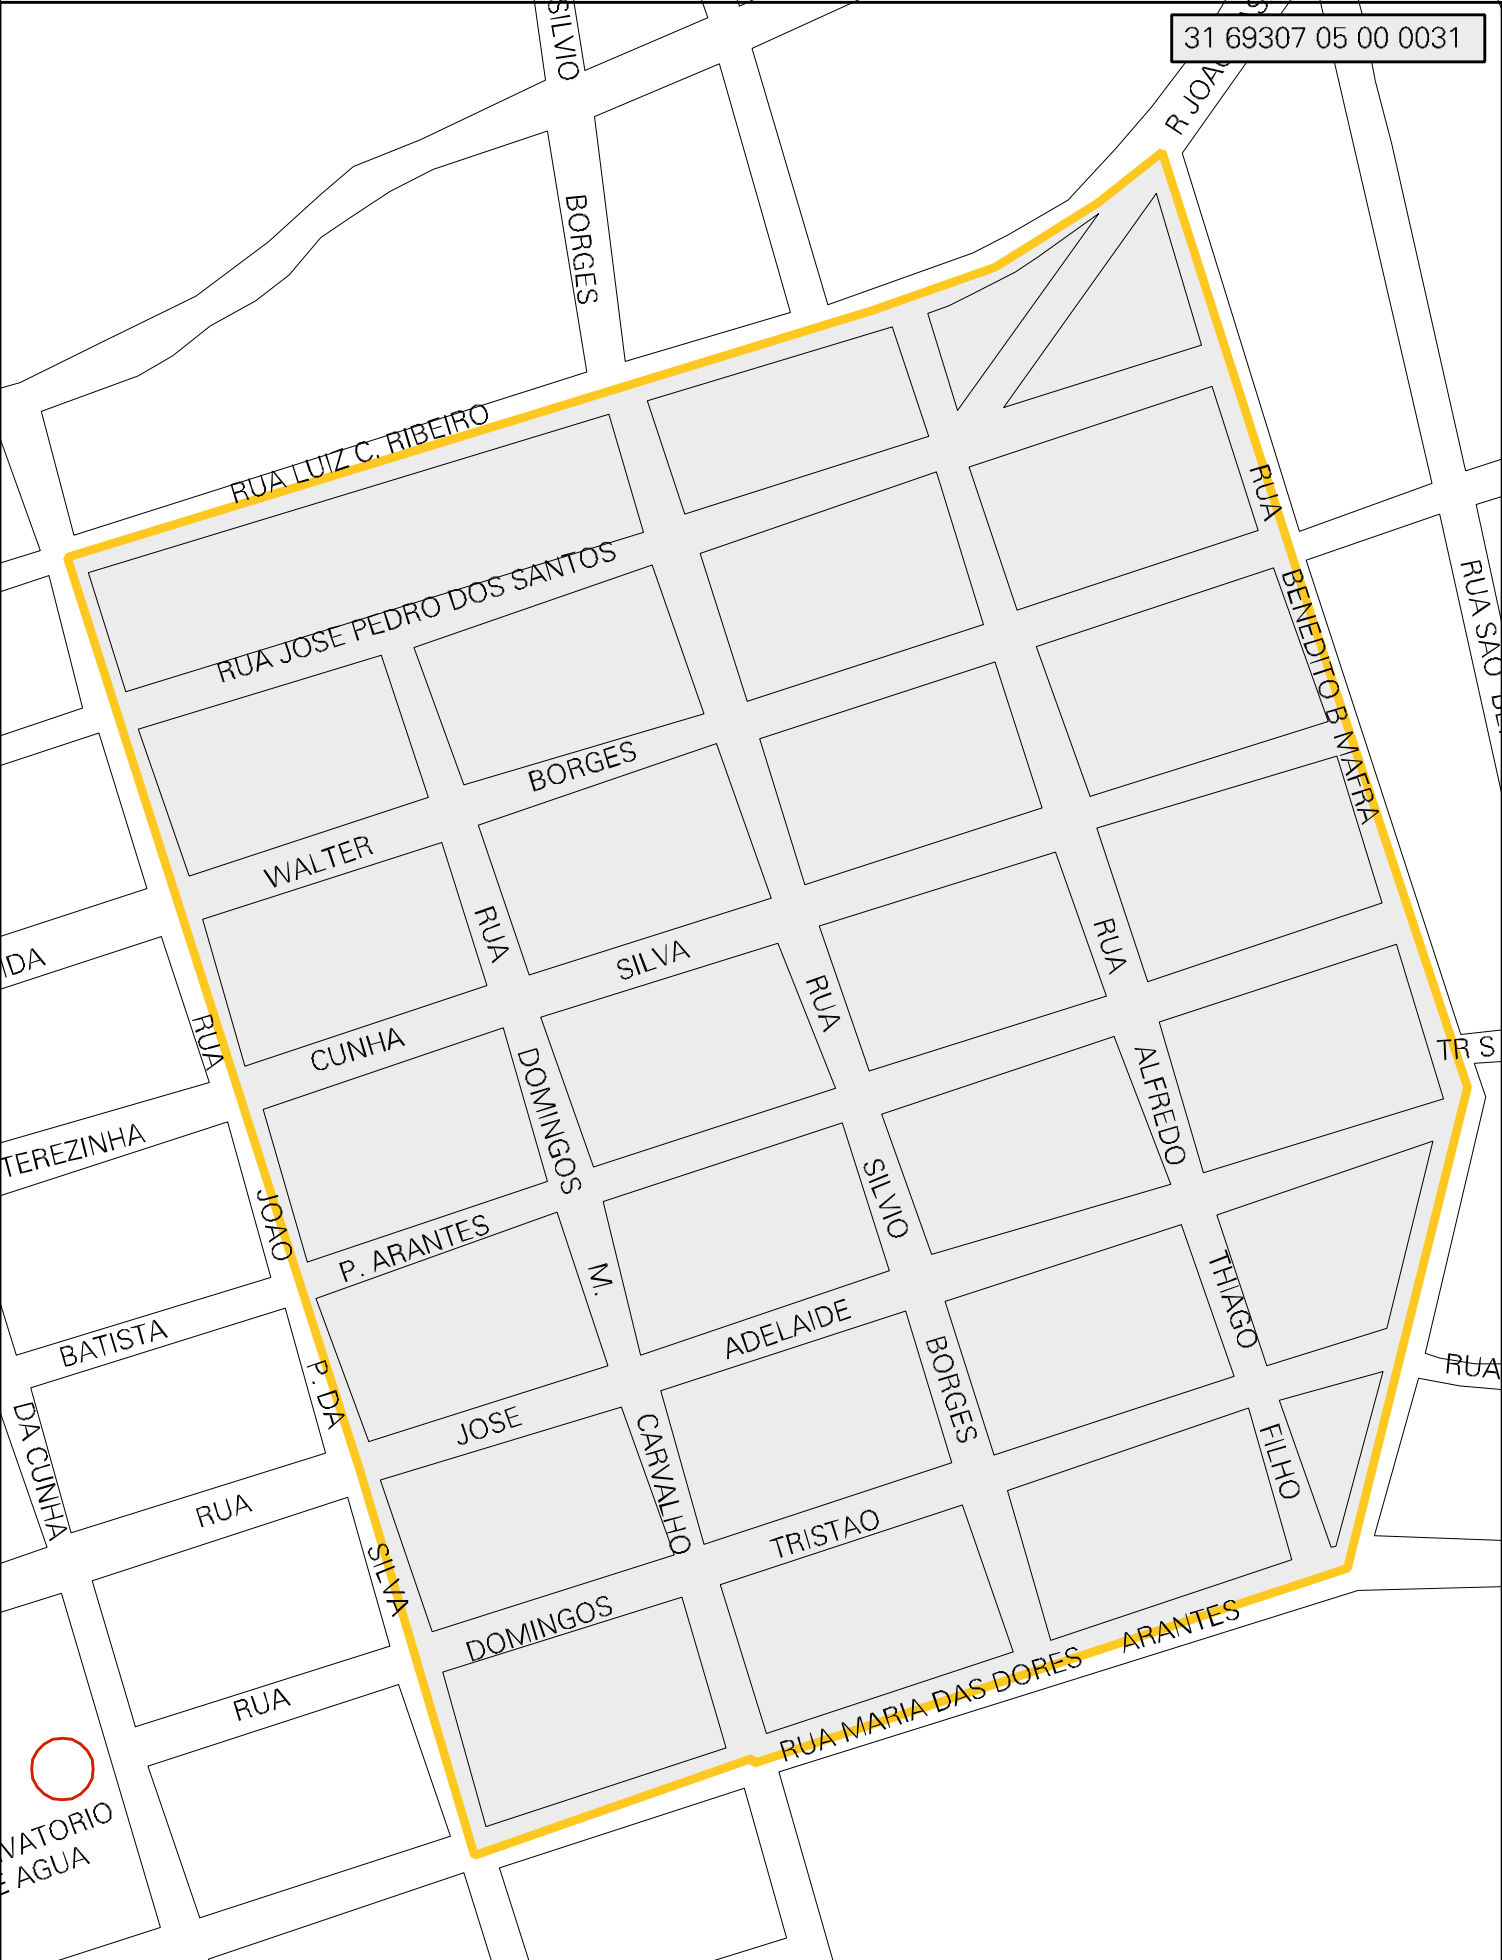 31 69307 05 00 0031
SILVIO
BORGES
R JOAO
RUA LUIZ C. RIBEIRO
RUA JOSE PEDRO DOS SANTOS
RUA
BENEDITO B MAFRA
RUA SAO
WALTER
BORGES
CUNHA
SILVA
P. ARANTES
JOSE
ADELAIDE
DOMINGOS
TRISTAO
RUA MARIA DAS DORES
ARANTES
RUA
DOMINGOS
M.
CARVALHO
RUA
SILVIO
BORGES
RUA
ALFREDO
THIAGO
FILHO
RUA
JOAO
P. DA
SILVA
IDA
TEREZINHA
BATISTA
DA CUNHA
RUA
RUA
TR S
RUA
VATORIO
E AGUA